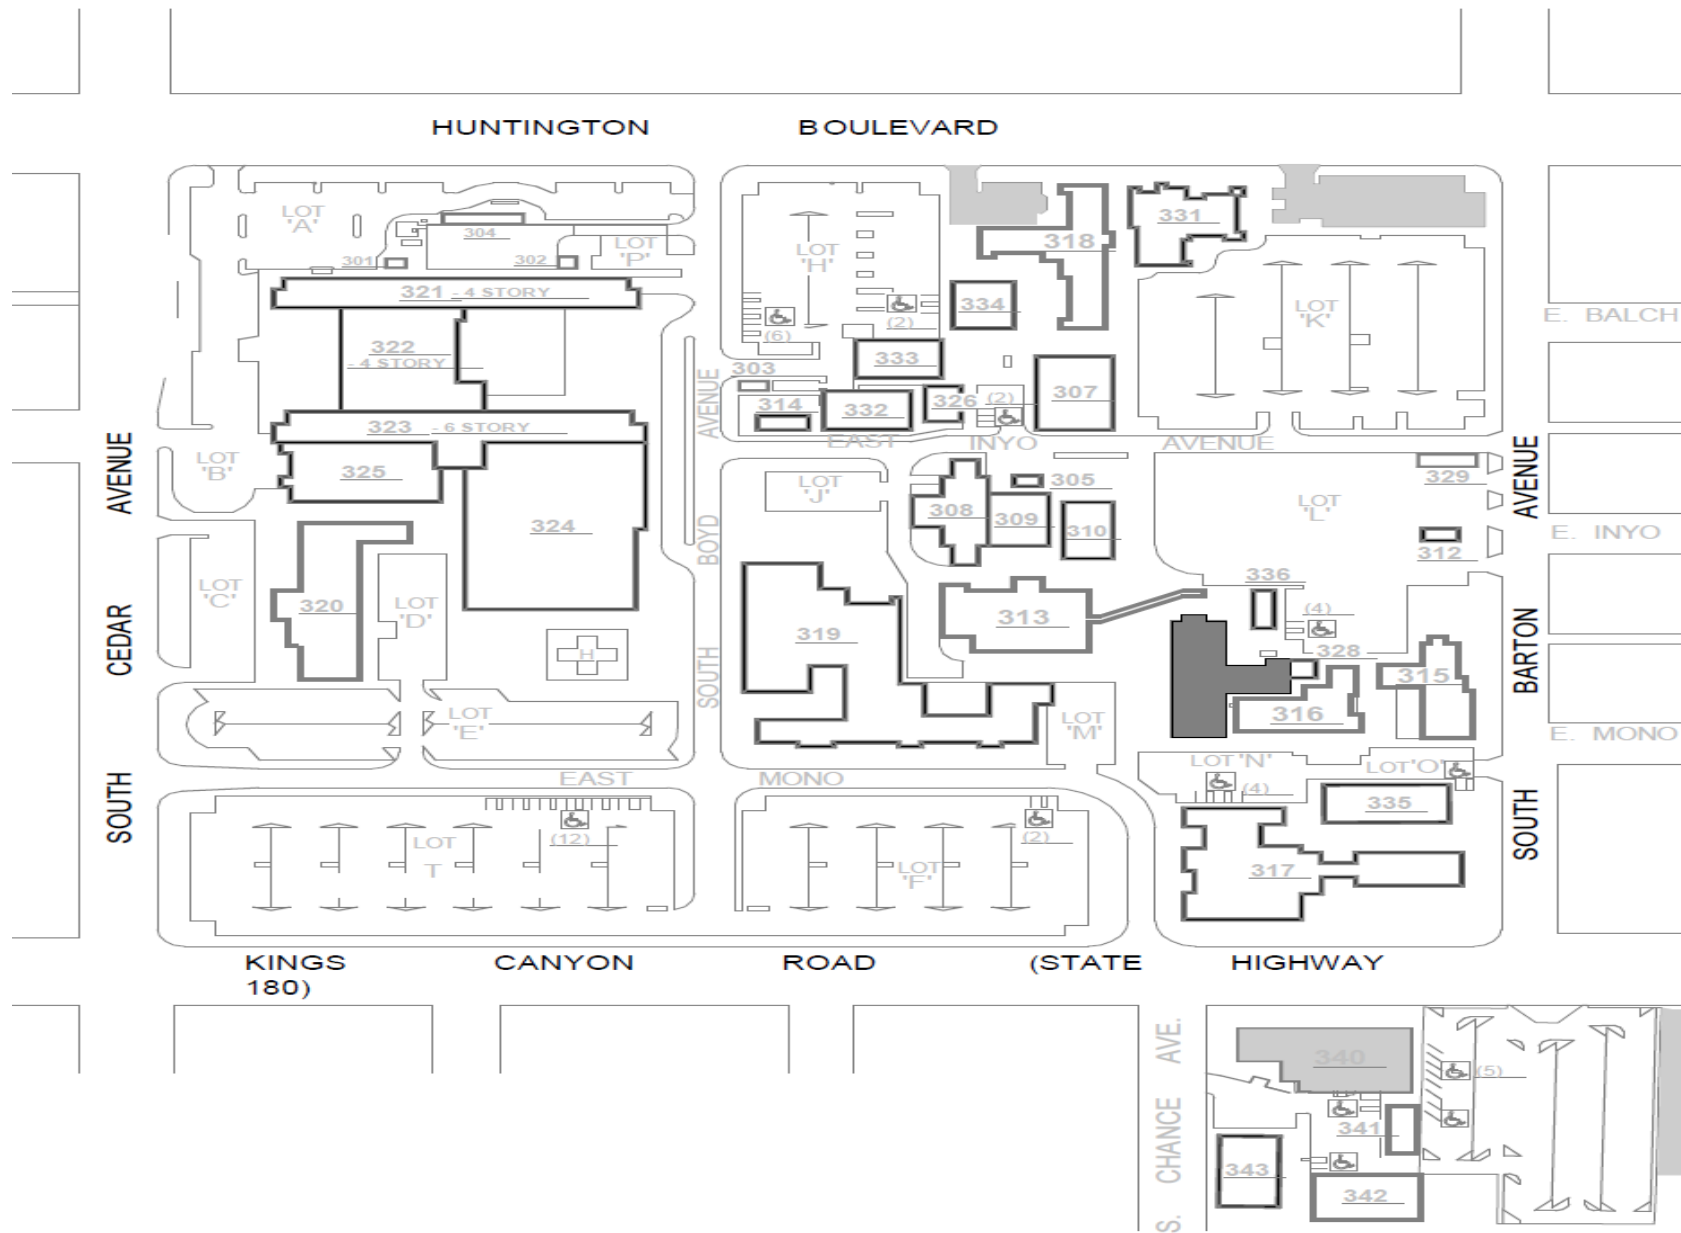 HUNTINGTON BOULEVARD
LOT
'A'
304
301
302
LOT
'P'
321 - 4 STORY
322
- 4 STORY
323 - 6 STORY
LOT
'B'
325
324
320
LOT
'C'
LOT
'D'
H
LOT
'E'
SOUTH CEDAR AVENUE
SOUTH BOYD AVENUE
LOT
'H'
(6)
(2)
318
331
334
333
303
314
332
326
(2)
307
LOT
'K'
E. BALCH
EAST INYO AVENUE
LOT
'J'
308
309
305
310
LOT
'L'
329
312
E. INYO
336
(4)
328
313
319
315
316
LOT
'M'
SOUTH BARTON AVENUE
E. MONO
EAST MONO
LOT 'N'
(4)
LOT 'O'
335
317
(12)
LOT
T
(2)
LOT
'F'
KINGS CANYON ROAD (STATE HIGHWAY
180)
S. CHANCE AVE.
340
(5)
341
343
342